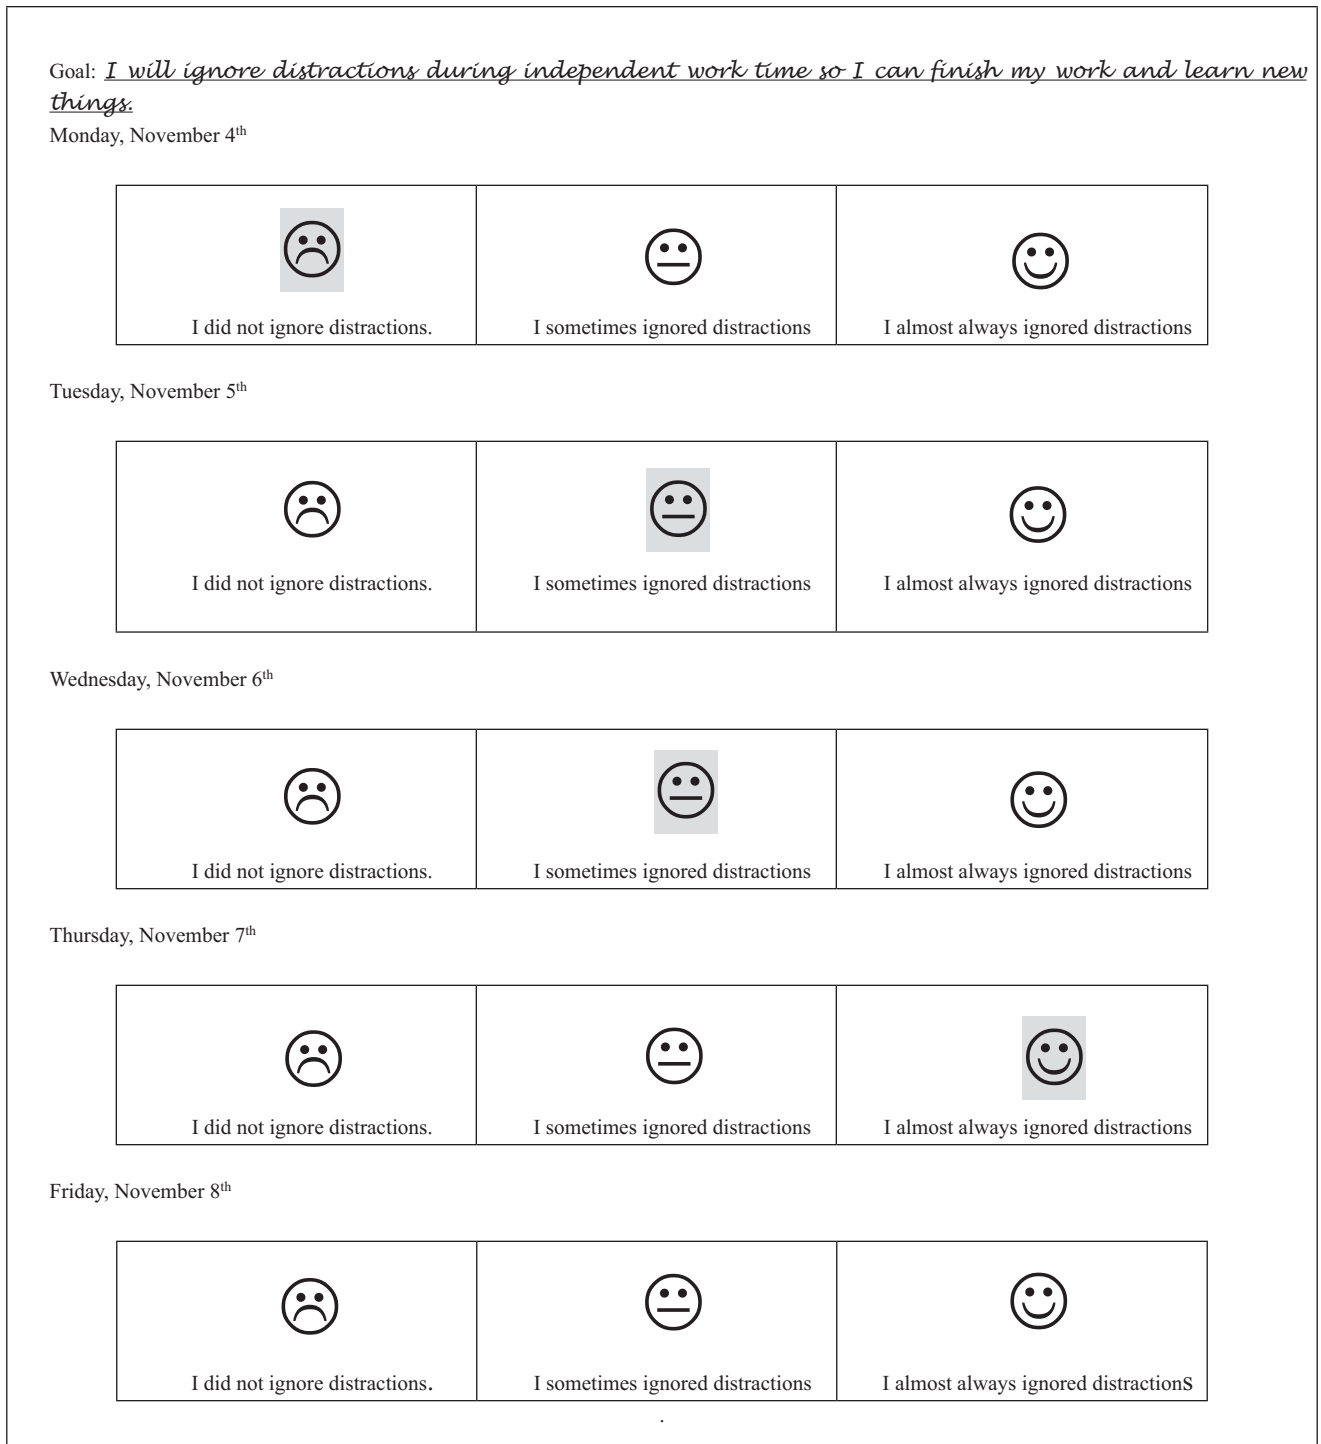 Goal: I will ignore distractions during independent work time so I can finish my work and learn new
things.
Monday, November 4th
I did not ignore distractions. I sometimes ignored distractions I almost always ignored distractions
Tuesday, November 5th
I did not ignore distractions. I sometimes ignored distractions I almost always ignored distractions
Wednesday, November 6th
I did not ignore distractions. I sometimes ignored distractions I almost always ignored distractions
Thursday, November 7th
I did not ignore distractions. I sometimes ignored distractions I almost always ignored distractions
Friday, November 8th
I did not ignore distractions. I sometimes ignored distractions I almost always ignored distractions
.